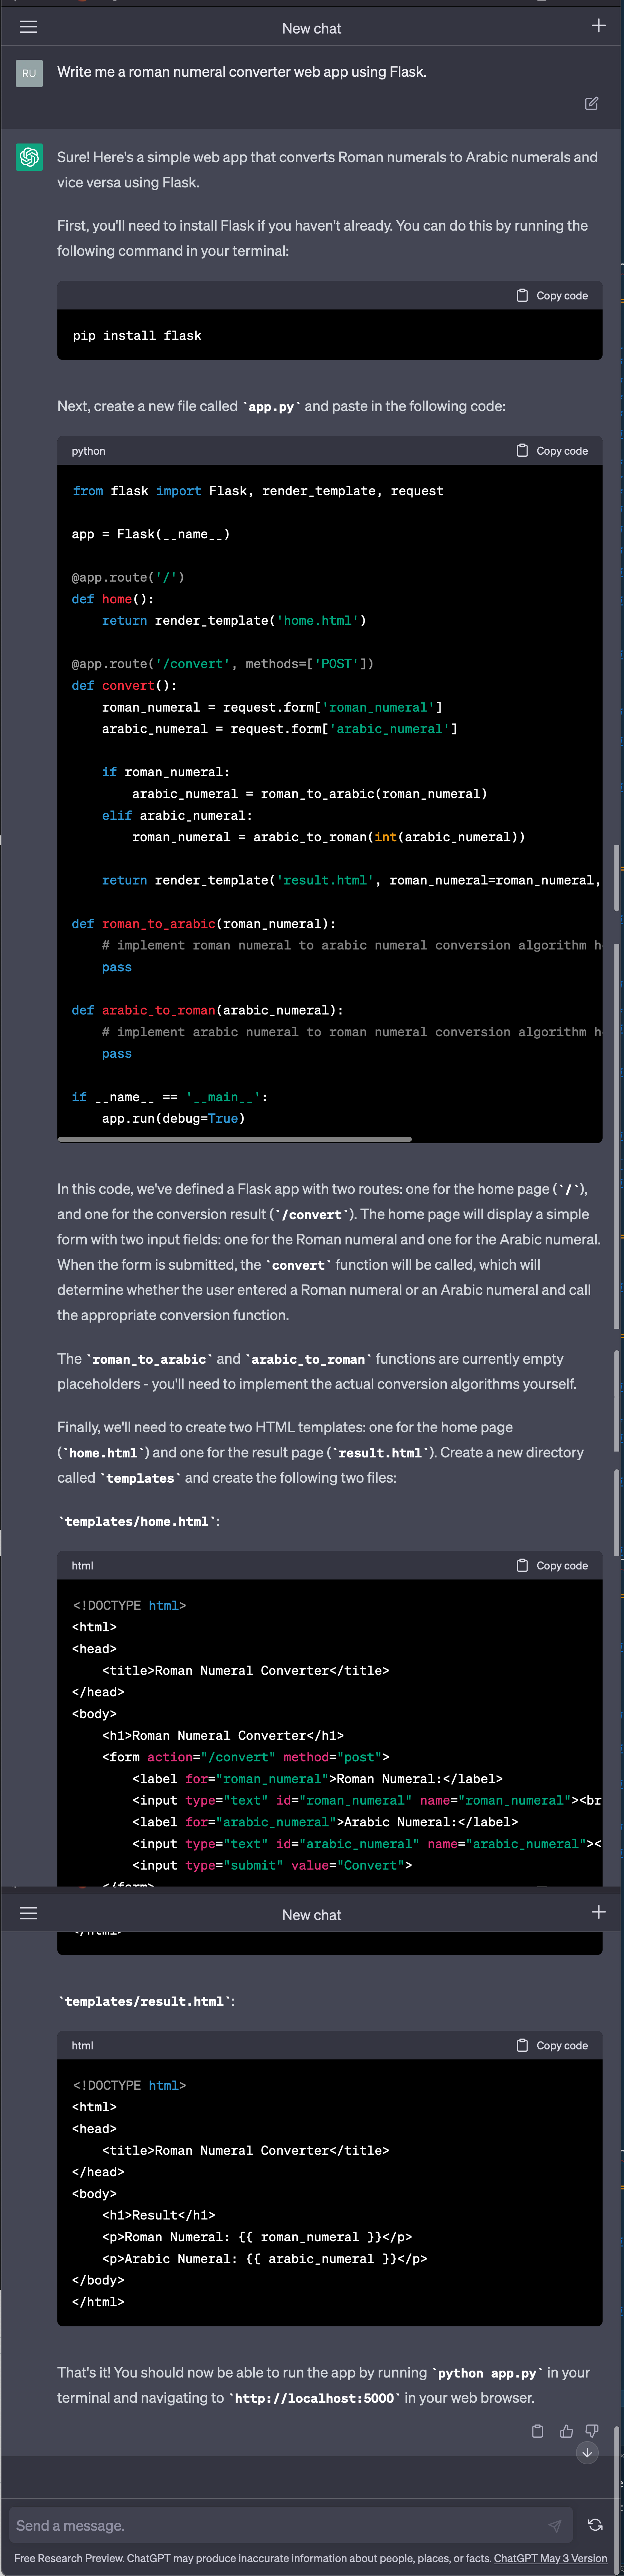 New chat
RU
Write me a roman numeral converter web app using Flask.
Sure! Here's a simple web app that converts Roman numerals to Arabic numerals and
vice versa using Flask.
First, you'll need to install Flask if you haven't already. You can do this by running the
following command in your terminal:
Copy code
pip install flask
Next, create a new file called `app.py` and paste in the following code:
python Copy code
from flask import Flask, render_template, request
app = Flask(__name__)
@app.route('/')
def home():
    return render_template('home.html')
@app.route('/convert', methods=['POST'])
def convert():
    roman_numeral = request.form['roman_numeral']
    arabic_numeral = request.form['arabic_numeral']
    if roman_numeral:
        arabic_numeral = roman_to_arabic(roman_numeral)
    elif arabic_numeral:
        roman_numeral = arabic_to_roman(int(arabic_numeral))
    return render_template('result.html', roman_numeral=roman_numeral,
def roman_to_arabic(roman_numeral):
    # implement roman numeral to arabic numeral conversion algorithm h
    pass
def arabic_to_roman(arabic_numeral):
    # implement arabic numeral to roman numeral conversion algorithm h
    pass
if __name__ == '__main__':
    app.run(debug=True)
In this code, we've defined a Flask app with two routes: one for the home page (`/`),
and one for the conversion result (`/convert`). The home page will display a simple
form with two input fields: one for the Roman numeral and one for the Arabic numeral.
When the form is submitted, the `convert` function will be called, which will
determine whether the user entered a Roman numeral or an Arabic numeral and call
the appropriate conversion function.
The `roman_to_arabic` and `arabic_to_roman` functions are currently empty
placeholders - you'll need to implement the actual conversion algorithms yourself.
Finally, we'll need to create two HTML templates: one for the home page
(`home.html`) and one for the result page (`result.html`). Create a new directory
called `templates` and create the following two files:
`templates/home.html`:
html Copy code
<!DOCTYPE html>
<html>
<head>
    <title>Roman Numeral Converter</title>
</head>
<body>
    <h1>Roman Numeral Converter</h1>
    <form action="/convert" method="post">
        <label for="roman_numeral">Roman Numeral:</label>
        <input type="text" id="roman_numeral" name="roman_numeral"><br
        <label for="arabic_numeral">Arabic Numeral:</label>
        <input type="text" id="arabic_numeral" name="arabic_numeral"><
        <input type="submit" value="Convert">
    </form>
New chat
</html>
`templates/result.html`:
html Copy code
<!DOCTYPE html>
<html>
<head>
    <title>Roman Numeral Converter</title>
</head>
<body>
    <h1>Result</h1>
    <p>Roman Numeral: {{ roman_numeral }}</p>
    <p>Arabic Numeral: {{ arabic_numeral }}</p>
</body>
</html>
That's it! You should now be able to run the app by running `python app.py` in your
terminal and navigating to `http://localhost:5000` in your web browser.
Send a message.
Free Research Preview. ChatGPT may produce inaccurate information about people, places, or facts. ChatGPT May 3 Version